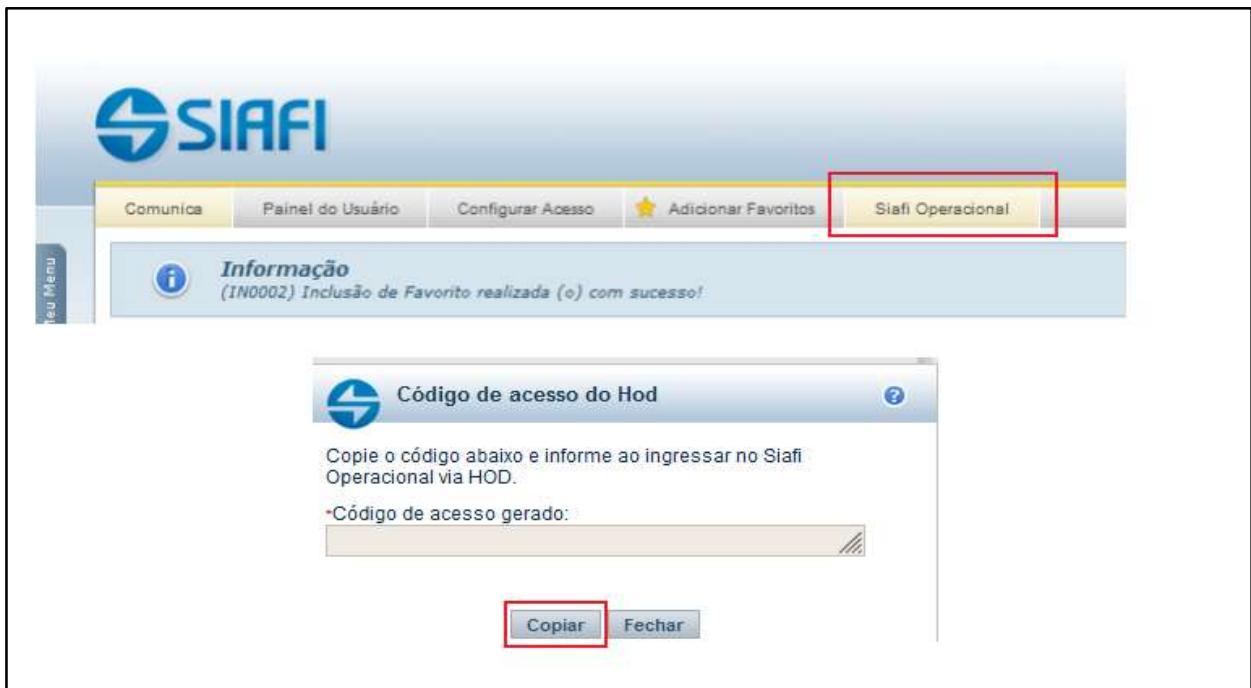 SIAFI
Comunica Painel do Usuário Configurar Acesso Adicionar Favoritos Siafi Operacional
Meu Menu
Informação
(IN0002) Inclusão de Favorito realizada (o) com sucesso!
Código de acesso do Hod
Copie o código abaixo e informe ao ingressar no Siafi
Operacional via HOD.
*Código de acesso gerado:
Copiar Fechar